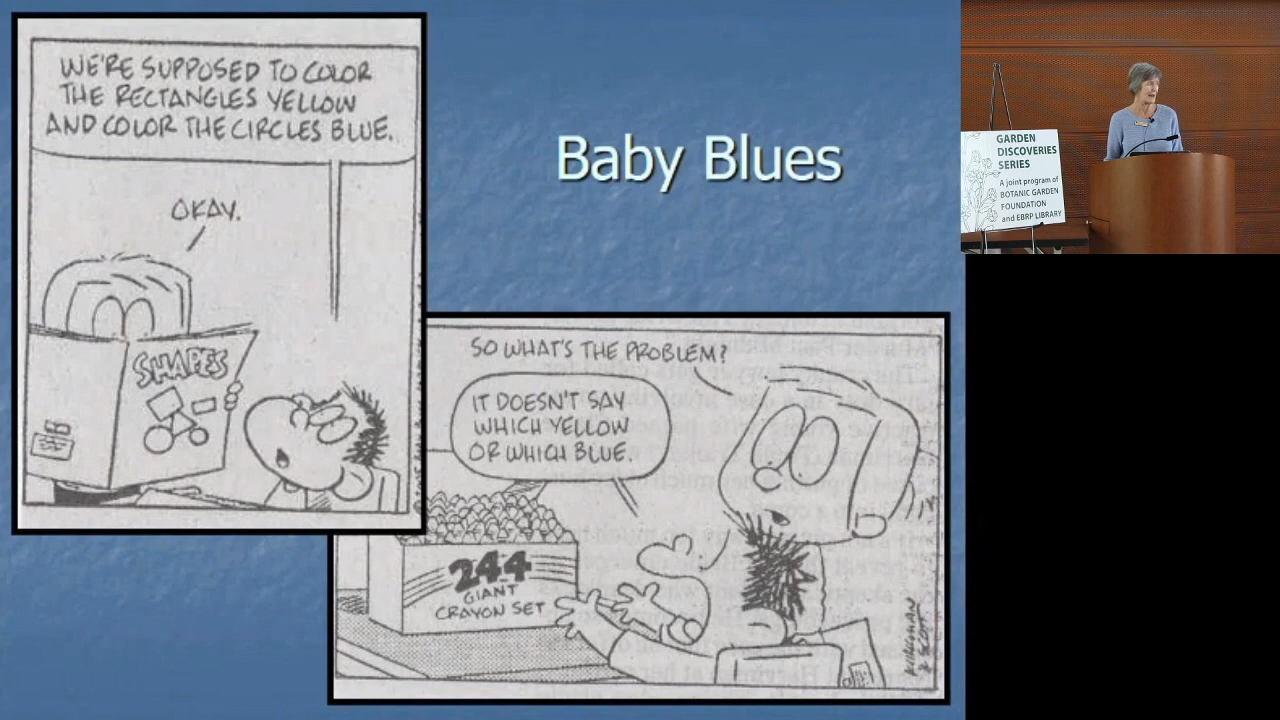 WE'RE SUPPOSED TO COLOR
THE RECTANGLES YELLOW
AND COLOR THE CIRCLES BLUE.
OKAY.
SHAPES
Baby Blues
SO WHAT'S THE PROBLEM?
IT DOESN'T SAY
WHICH YELLOW
OR WHICH BLUE.
244
GIANT
CRAYON SET
KIRKMAN
& SCOTT
GARDEN
DISCOVERIES
SERIES
A joint program of
BOTANIC GARDEN
FOUNDATION
and EBRP LIBRARY